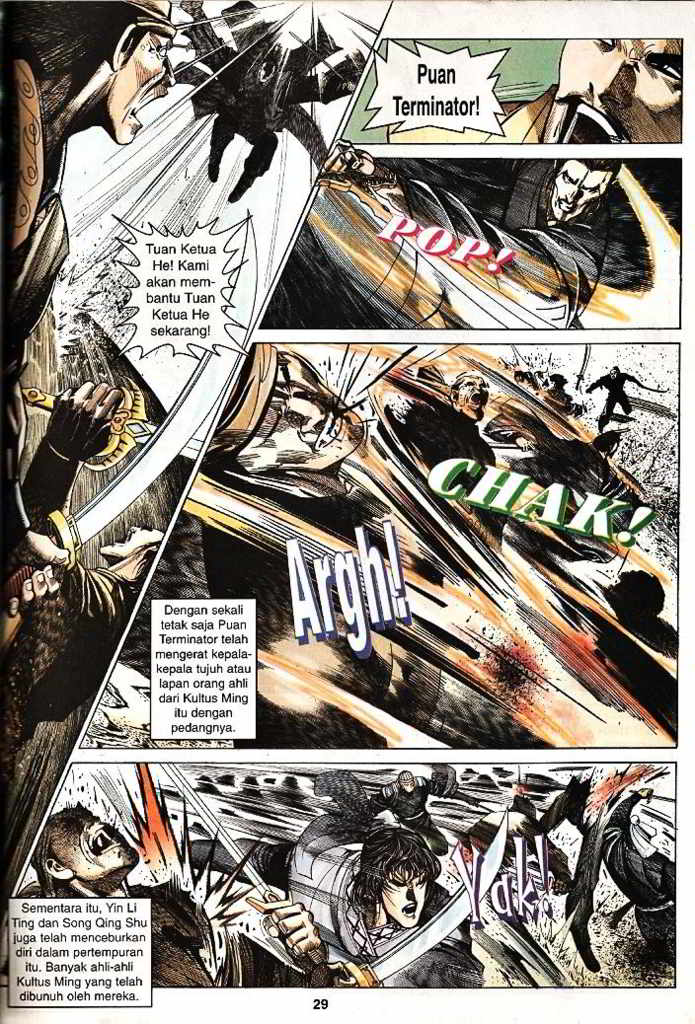 Puan
Terminator!
Tuan Ketua
He! Kami
akan mem-
bantu Tuan
Ketua He
sekarang!
POP!
CHAK!
Argh!
Dengan sekali
tetak saja Puan
Terminator telah
mengerat kepala-
kepala tujuh atau
lapan orang ahli
dari Kultus Ming
itu dengan
pedangnya.
Yak!
Sementara itu, Yin Li
Ting dan Song Qing Shu
juga telah menceburkan
diri dalam pertempuran
itu. Banyak ahli-ahli
Kultus Ming yang telah
dibunuh oleh mereka.
29